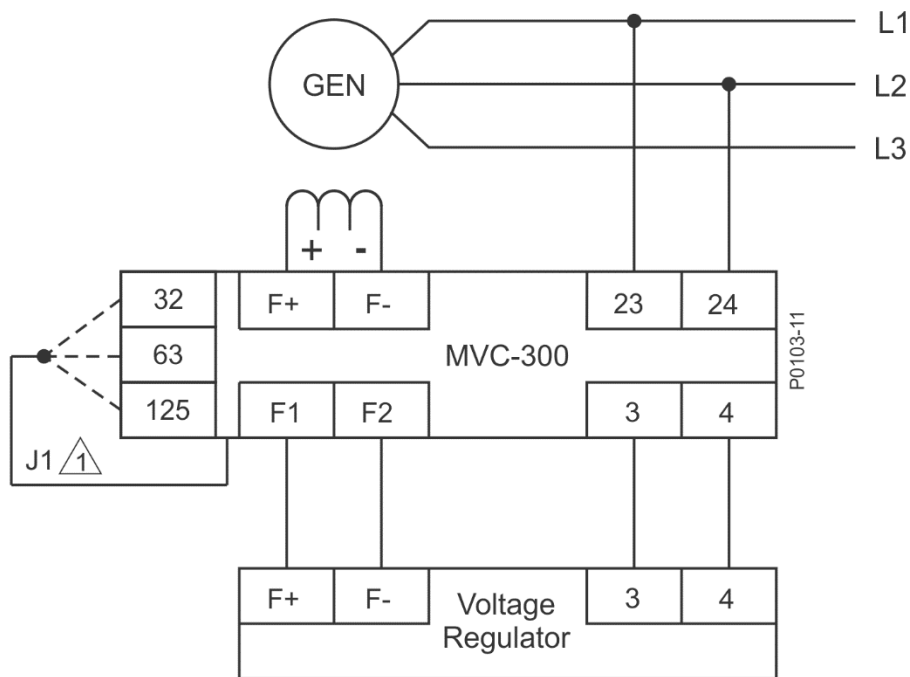 L1
GEN
L2
L3
+ -
32
F+
F-
23
24
63
MVC-300
P0103-11
125
F1
F2
3
4
J1 1
F+
F-
Voltage
Regulator
3
4